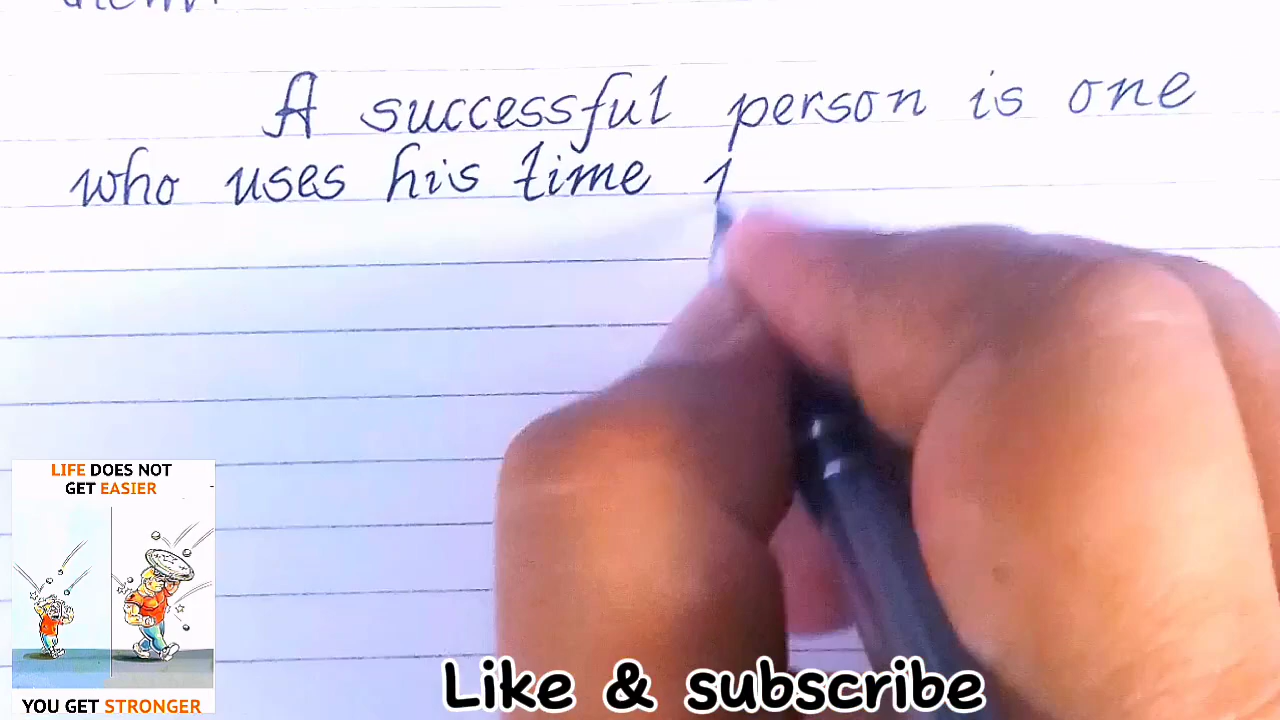 A successful person is one
who uses his time
LIFE DOES NOT
GET EASIER
YOU GET STRONGER
Like & subscribe